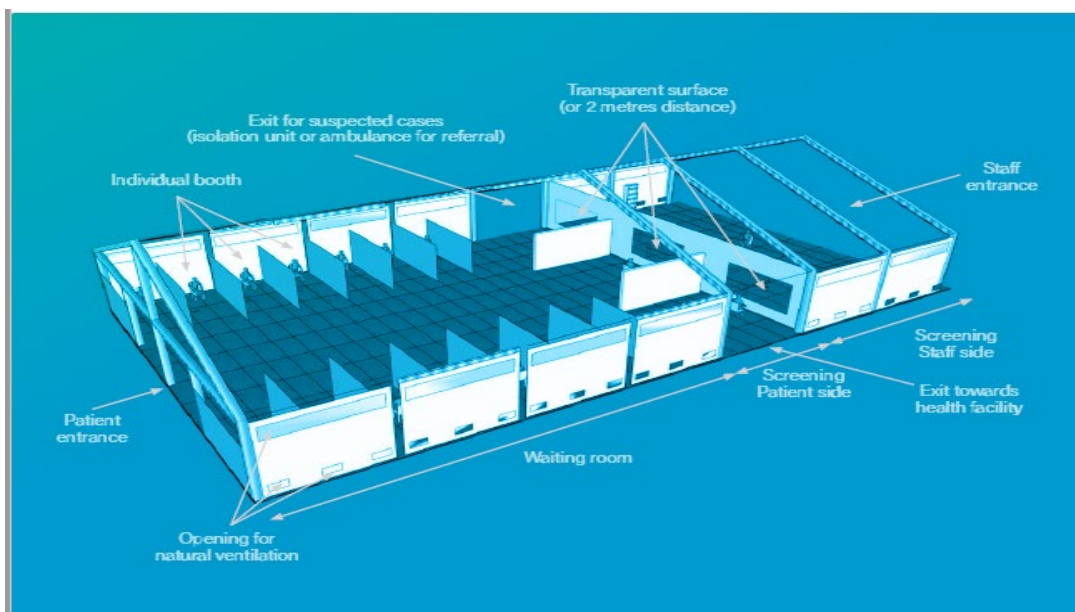 Transparent surface
(or 2 metres distance)
Exit for suspected cases
(isolation unit or ambulance for referral)
Staff
entrance
Individual booth
Screening
Staff side
Screening
Patient side
Exit towards
health facility
Patient
entrance
Waiting room
Opening for
natural ventilation